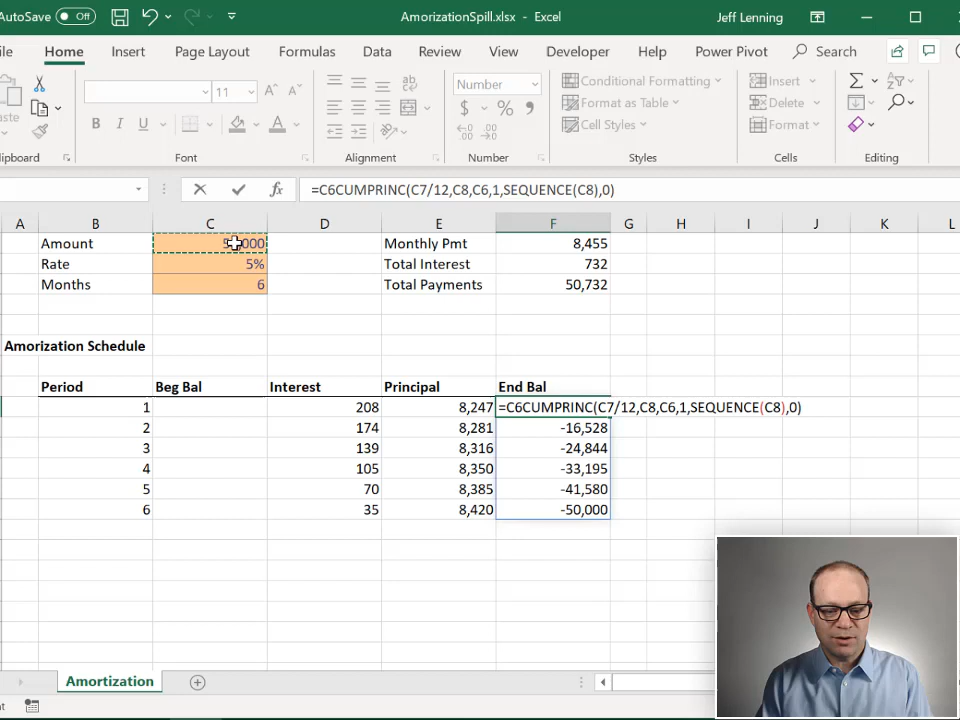 AutoSave Off AmorizationSpill.xlsx - Excel Jeff Lenning
ile Home Insert Page Layout Formulas Data Review View Developer Help Power Pivot Search
11 A A ab Number Conditional Formatting Insert
$ % Format as Table Delete
aste B I U A Cell Styles Format
lipboard Font Alignment Number Styles Cells Editing
fx =C6CUMPRINC(C7/12,C8,C6,1,SEQUENCE(C8),0)
A B C D E F G H I J K L
Amount Monthly Pmt 8,455
Rate 5% Total Interest 732
Months 6 Total Payments 50,732
Amorization Schedule
Period Beg Bal Interest Principal End Bal
1 208 8,247 =C6CUMPRINC(C7/12,C8,C6,1,SEQUENCE(C8),0)
2 174 8,281 -16,528
3 139 8,316 -24,844
4 105 8,350 -33,195
5 70 8,385 -41,580
6 35 8,420 -50,000
Amortization